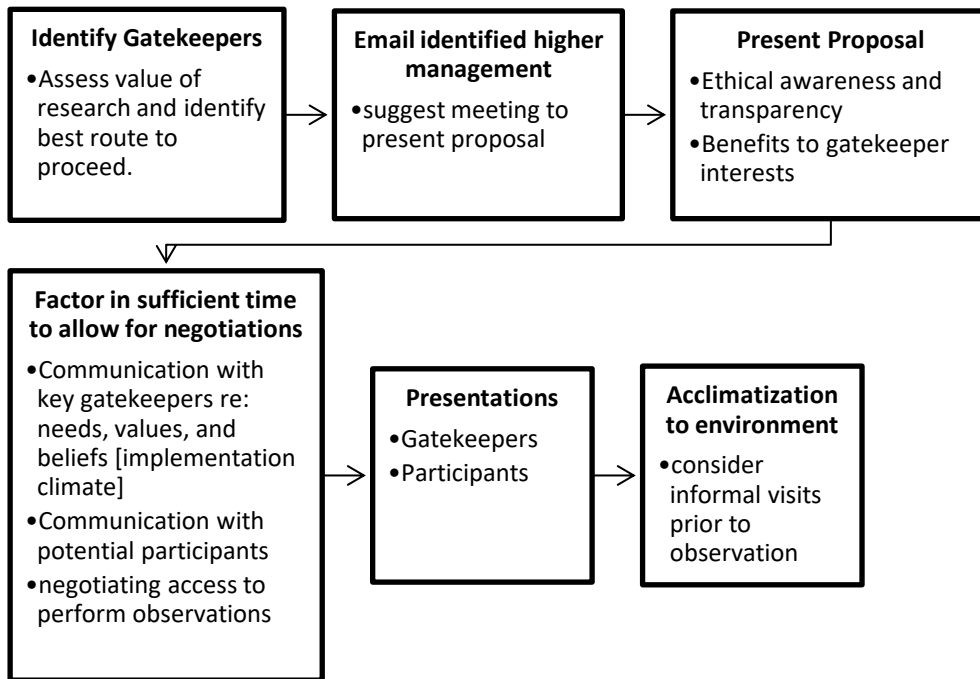 Identify Gatekeepers
•Assess value of
research and identify
best route to
proceed.
Email identified higher
management
•suggest meeting to
present proposal
Present Proposal
•Ethical awareness and
transparency
•Benefits to gatekeeper
interests
Factor in sufficient time
to allow for negotiations
•Communication with
key gatekeepers re:
needs, values, and
beliefs [implementation
climate]
•Communication with
potential participants
•negotiating access to
perform observations
Presentations
•Gatekeepers
•Participants
Acclimatization
to environment
•consider
informal visits
prior to
observation